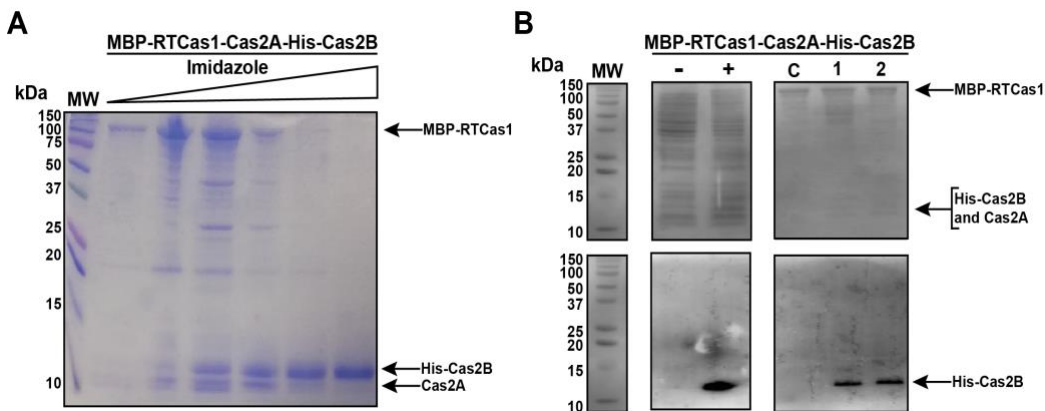 A
MBP-RTCas1-Cas2A-His-Cas2B
Imidazole
kDa
MW
150
100
75
50
37
25
20
15
10
MBP-RTCas1
His-Cas2B
Cas2A
B
MBP-RTCas1-Cas2A-His-Cas2B
kDa
MW
- +
C 1 2
150
100
50
37
25
20
15
10
MBP-RTCas1
His-Cas2B
and Cas2A
150
100
50
37
25
20
15
10
His-Cas2B